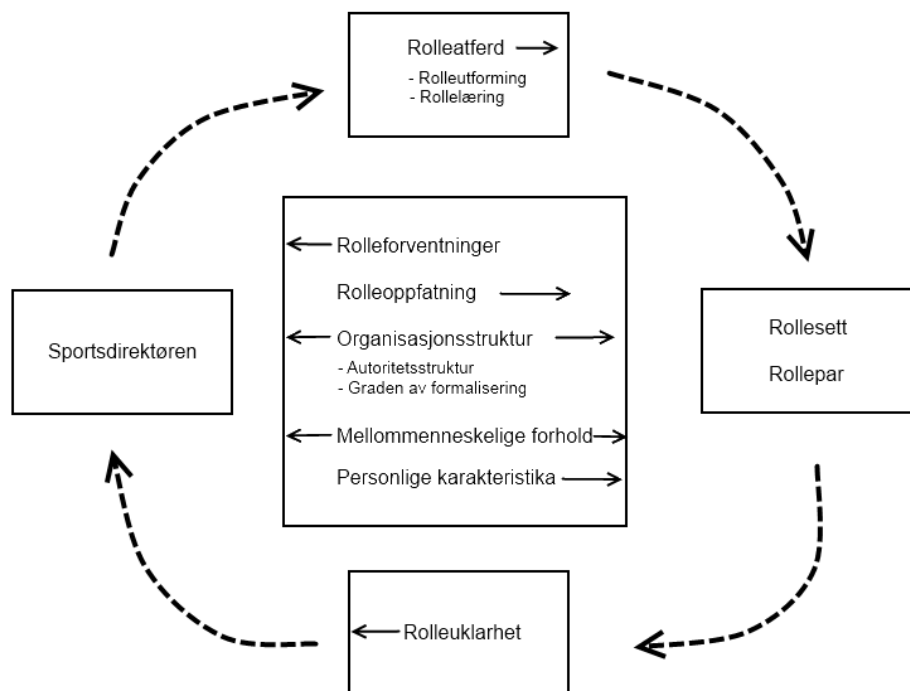 Rolleatferd
- Rolleutforming
- Rollelæring
Rolleforventninger
Rolleoppfatning
Organisasjonsstruktur
- Autoritetsstruktur
- Graden av formalisering
Mellommenneskelige forhold
Personlige karakteristika
Sportsdirektøren
Rollesett
Rollepar
Rolleuklarhet